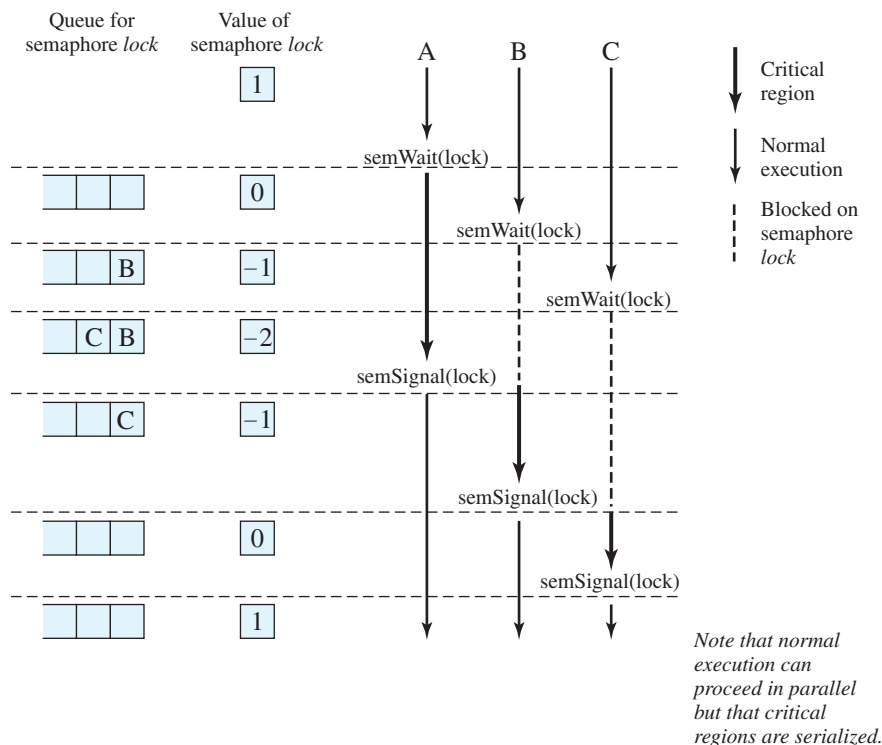 Queue for
semaphore lock
Value of
semaphore lock
A
B
C
1
Critical
region
Normal
execution
Blocked on
semaphore
lock
semWait(lock)
0
semWait(lock)
B
–1
semWait(lock)
C B
–2
semSignal(lock)
C
–1
semSignal(lock)
0
semSignal(lock)
1
Note that normal
execution can
proceed in parallel
but that critical
regions are serialized.